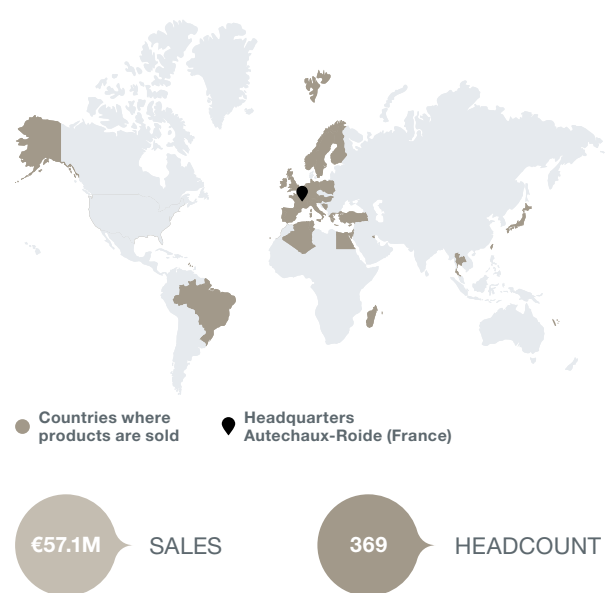 Countries where
products are sold
Headquarters
Autechaux-Roide (France)
€57.1M
SALES
369
HEADCOUNT